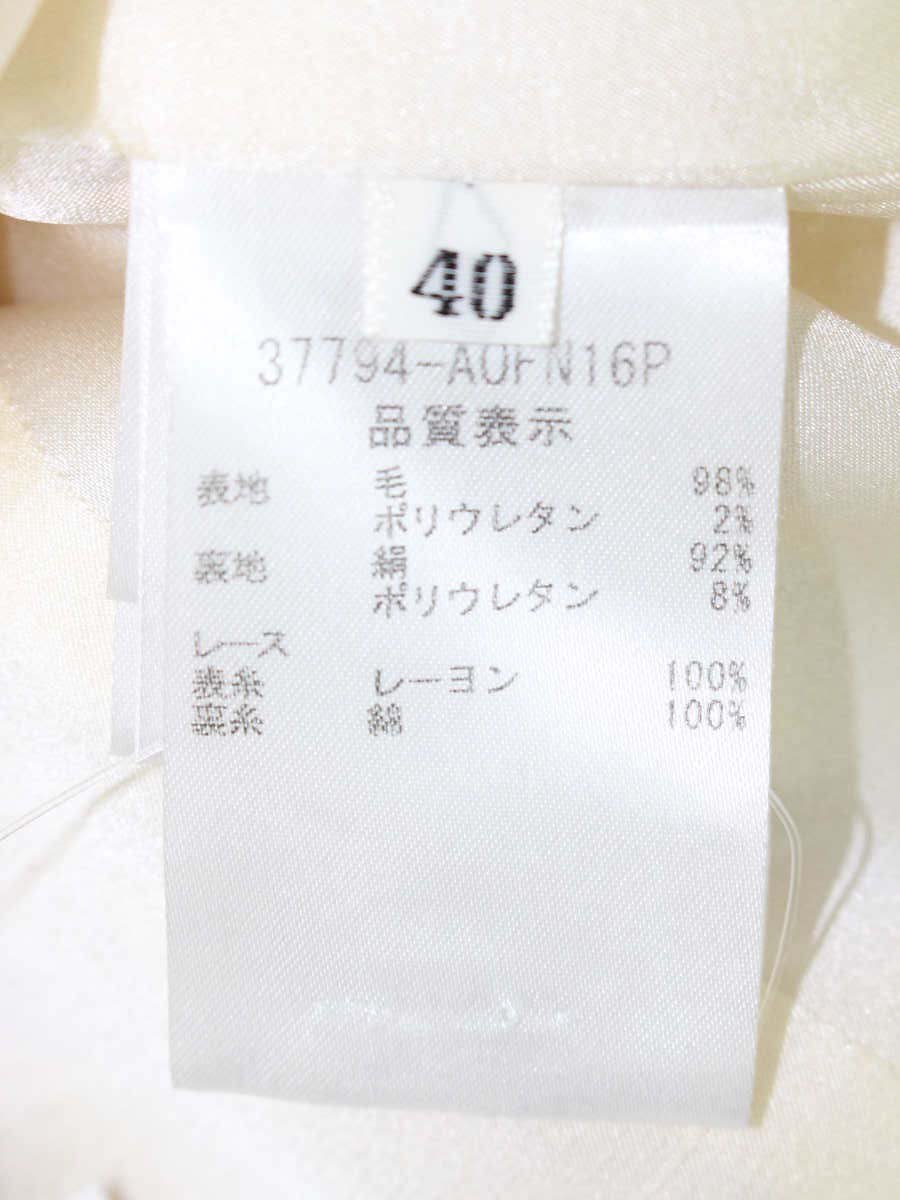 40
37794-AOFN16P
品質表示
表地 毛 98%
ポリウレタン 2%
裏地 絹 92%
ポリウレタン 8%
レース
表糸 レーヨン 100%
裏糸 綿 100%